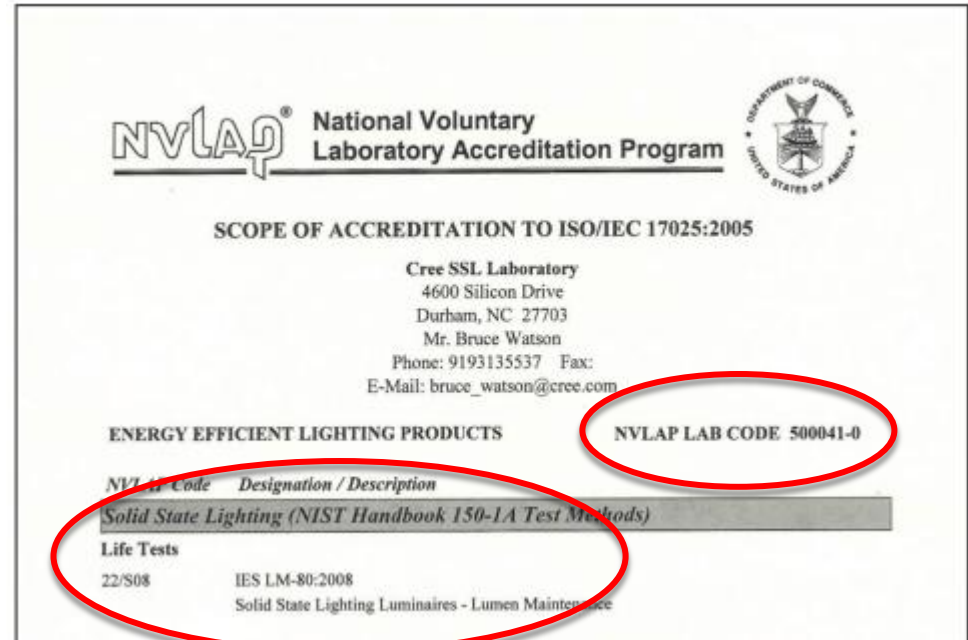 NVLAP®
National Voluntary
Laboratory Accreditation Program
DEPARTMENT OF COMMERCE
UNITED STATES OF AMERICA
SCOPE OF ACCREDITATION TO ISO/IEC 17025:2005
Cree SSL Laboratory
4600 Silicon Drive
Durham, NC 27703
Mr. Bruce Watson
Phone: 9193135537 Fax:
E-Mail: bruce_watson@cree.com
ENERGY EFFICIENT LIGHTING PRODUCTS NVLAP LAB CODE 500041-0
NVLAP Code Designation / Description
Solid State Lighting (NIST Handbook 150-1A Test Methods)
Life Tests
22/S08 IES LM-80:2008
Solid State Lighting Luminaires - Lumen Maintenance